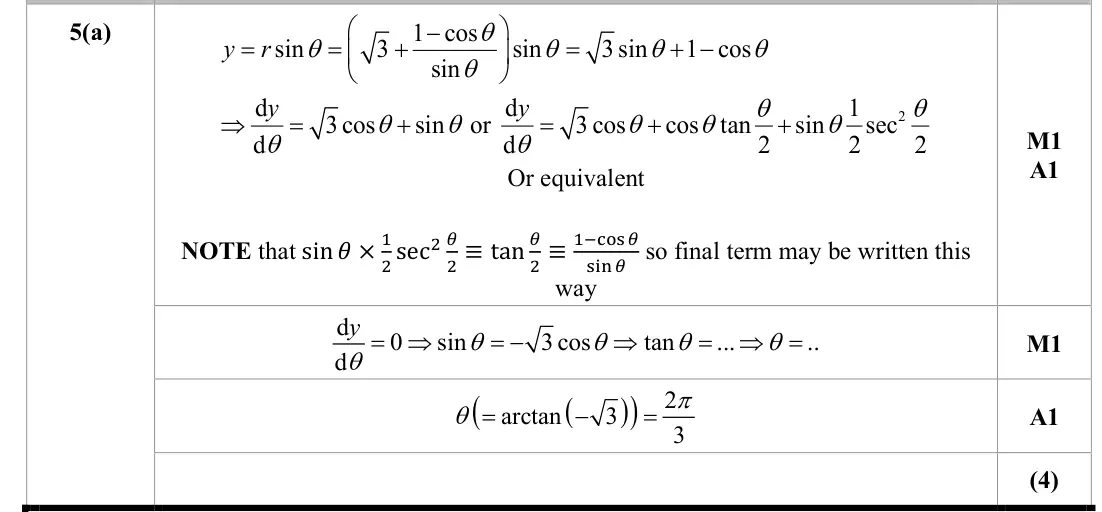 5(a)
y = r sin θ = (√3 + (1 − cos θ)/(sin θ)) sin θ = √3 sin θ + 1 − cos θ
⇒ dy/dθ = √3 cos θ + sin θ or dy/dθ = √3 cos θ + cos θ tan θ/2 + sin θ 1/2 sec² θ/2
Or equivalent
M1
A1
NOTE that sin θ × 1/2 sec² θ/2 ≡ tan θ/2 ≡ (1−cos θ)/(sin θ) so final term may be written this
way
dy/dθ = 0 ⇒ sin θ = −√3 cos θ ⇒ tan θ = ... ⇒ θ = ..
M1
θ(= arctan(−√3)) = 2π/3
A1
(4)